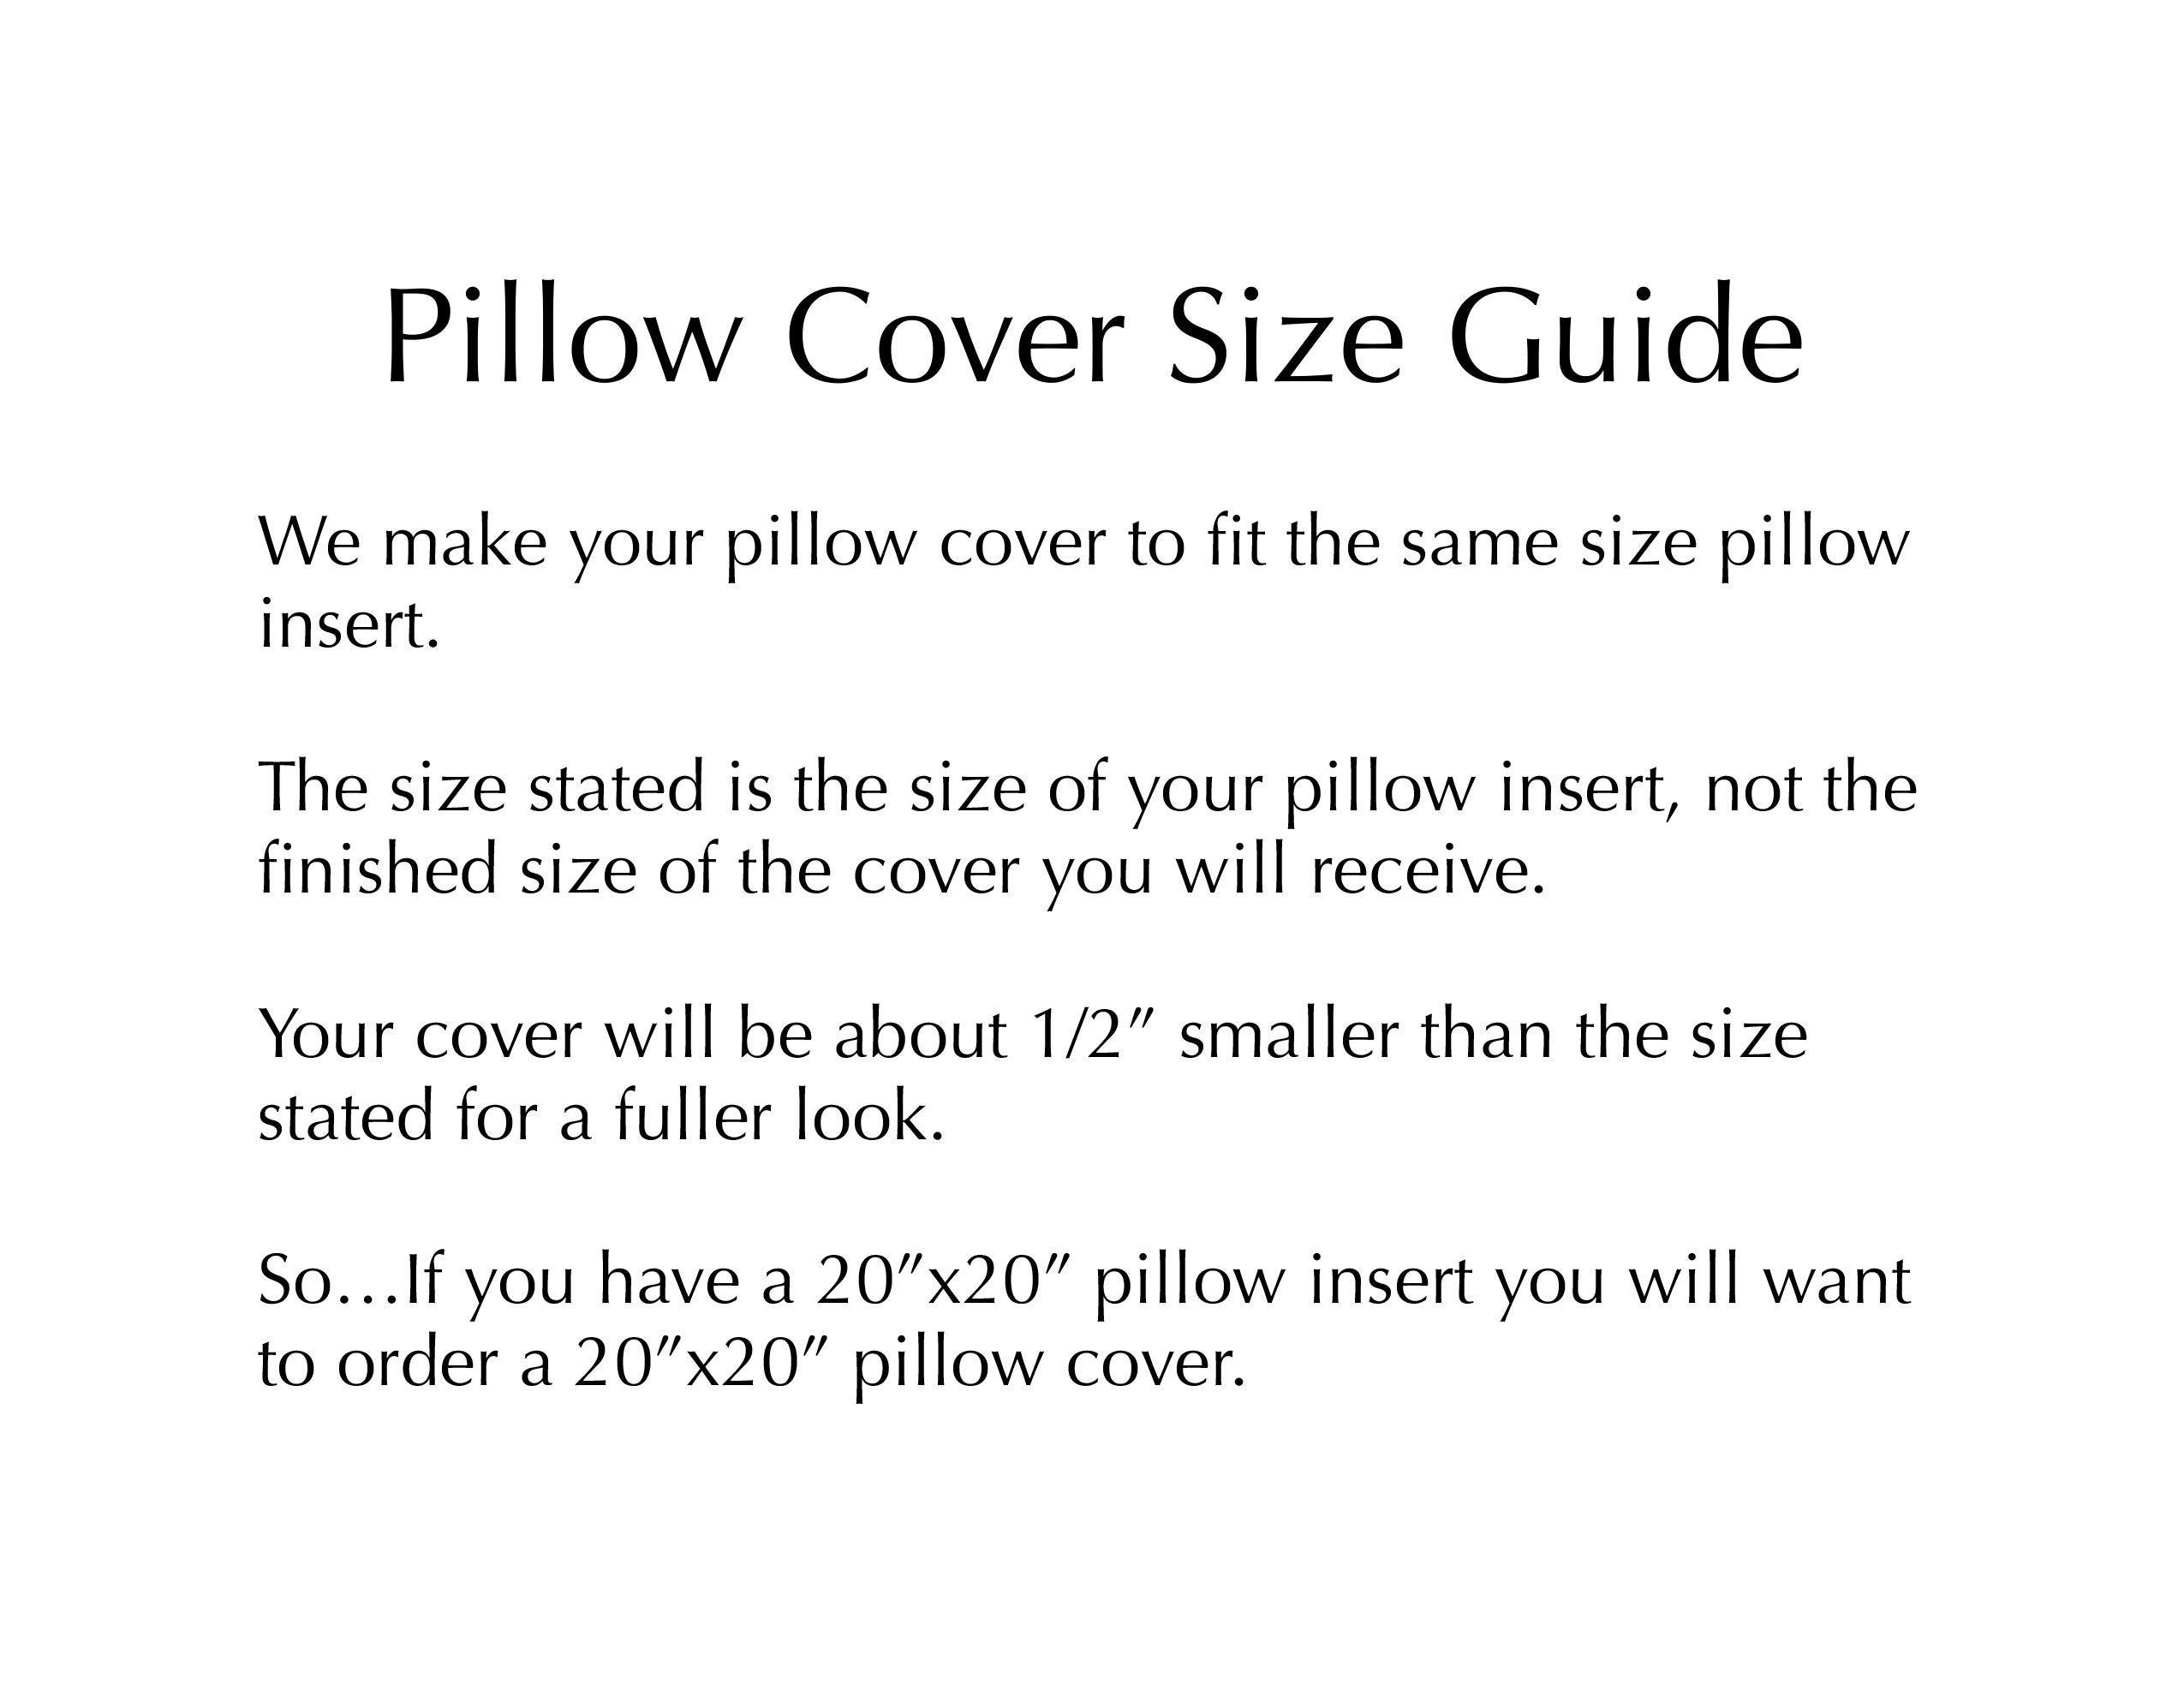 Pillow Cover Size Guide
We make your pillow cover to fit the same size pillow
insert.
The size stated is the size of your pillow insert, not the
finished size of the cover you will receive.
Your cover will be about 1/2” smaller than the size
stated for a fuller look.
So…If you have a 20”x20” pillow insert you will want
to order a 20”x20” pillow cover.